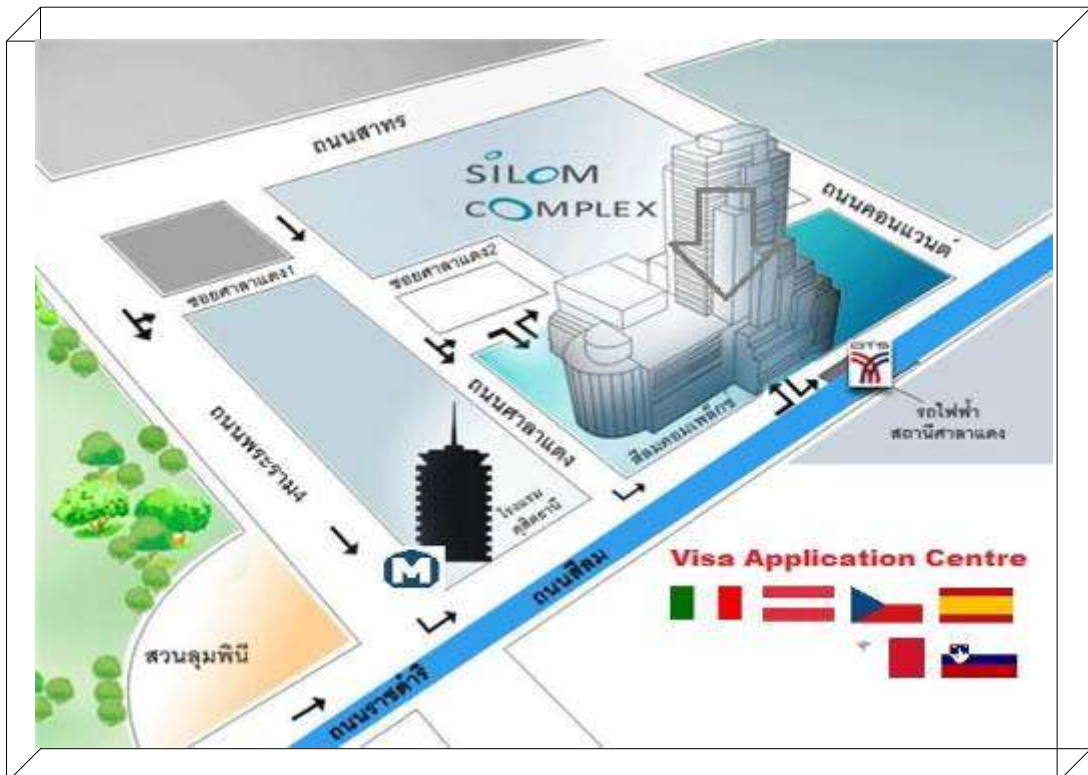 ถนนสาทร
SILOM
COMPLEX
ถนนคอนแวนต์
ซอยศาลาแดง1
ซอยศาลาแดง2
BTS
รถไฟฟ้า
สถานีศาลาแดง
ถนนพระราม4
ถนนศาลาแดง
สีลมคอมเพล็กซ
โรงแรม
ดุสิตธานี
M
ถนนสีลม
Visa Application Centre
สวนลุมพินี
ถนนราชดำริ